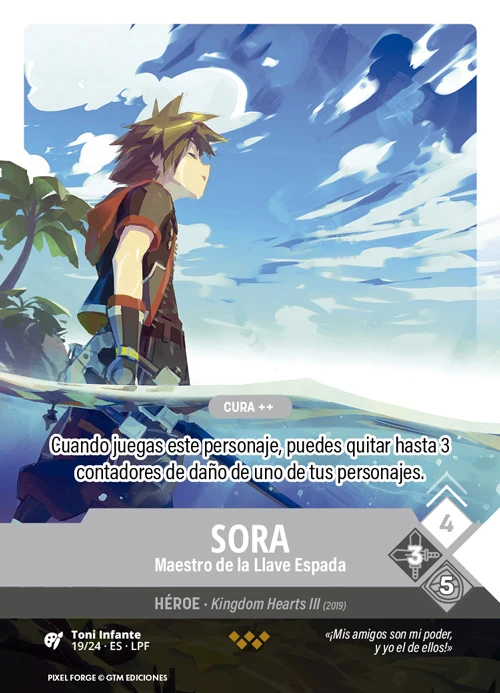 CURA ++
Cuando juegas este personaje, puedes quitar hasta 3
contadores de daño de uno de tus personajes.
4
SORA
Maestro de la Llave Espada
3
5
HÉROE · Kingdom Hearts III (2019)
Toni Infante
19/24 · ES · LPF
«¡Mis amigos son mi poder,
y yo el de ellos!»
PIXEL FORGE © GTM EDICIONES